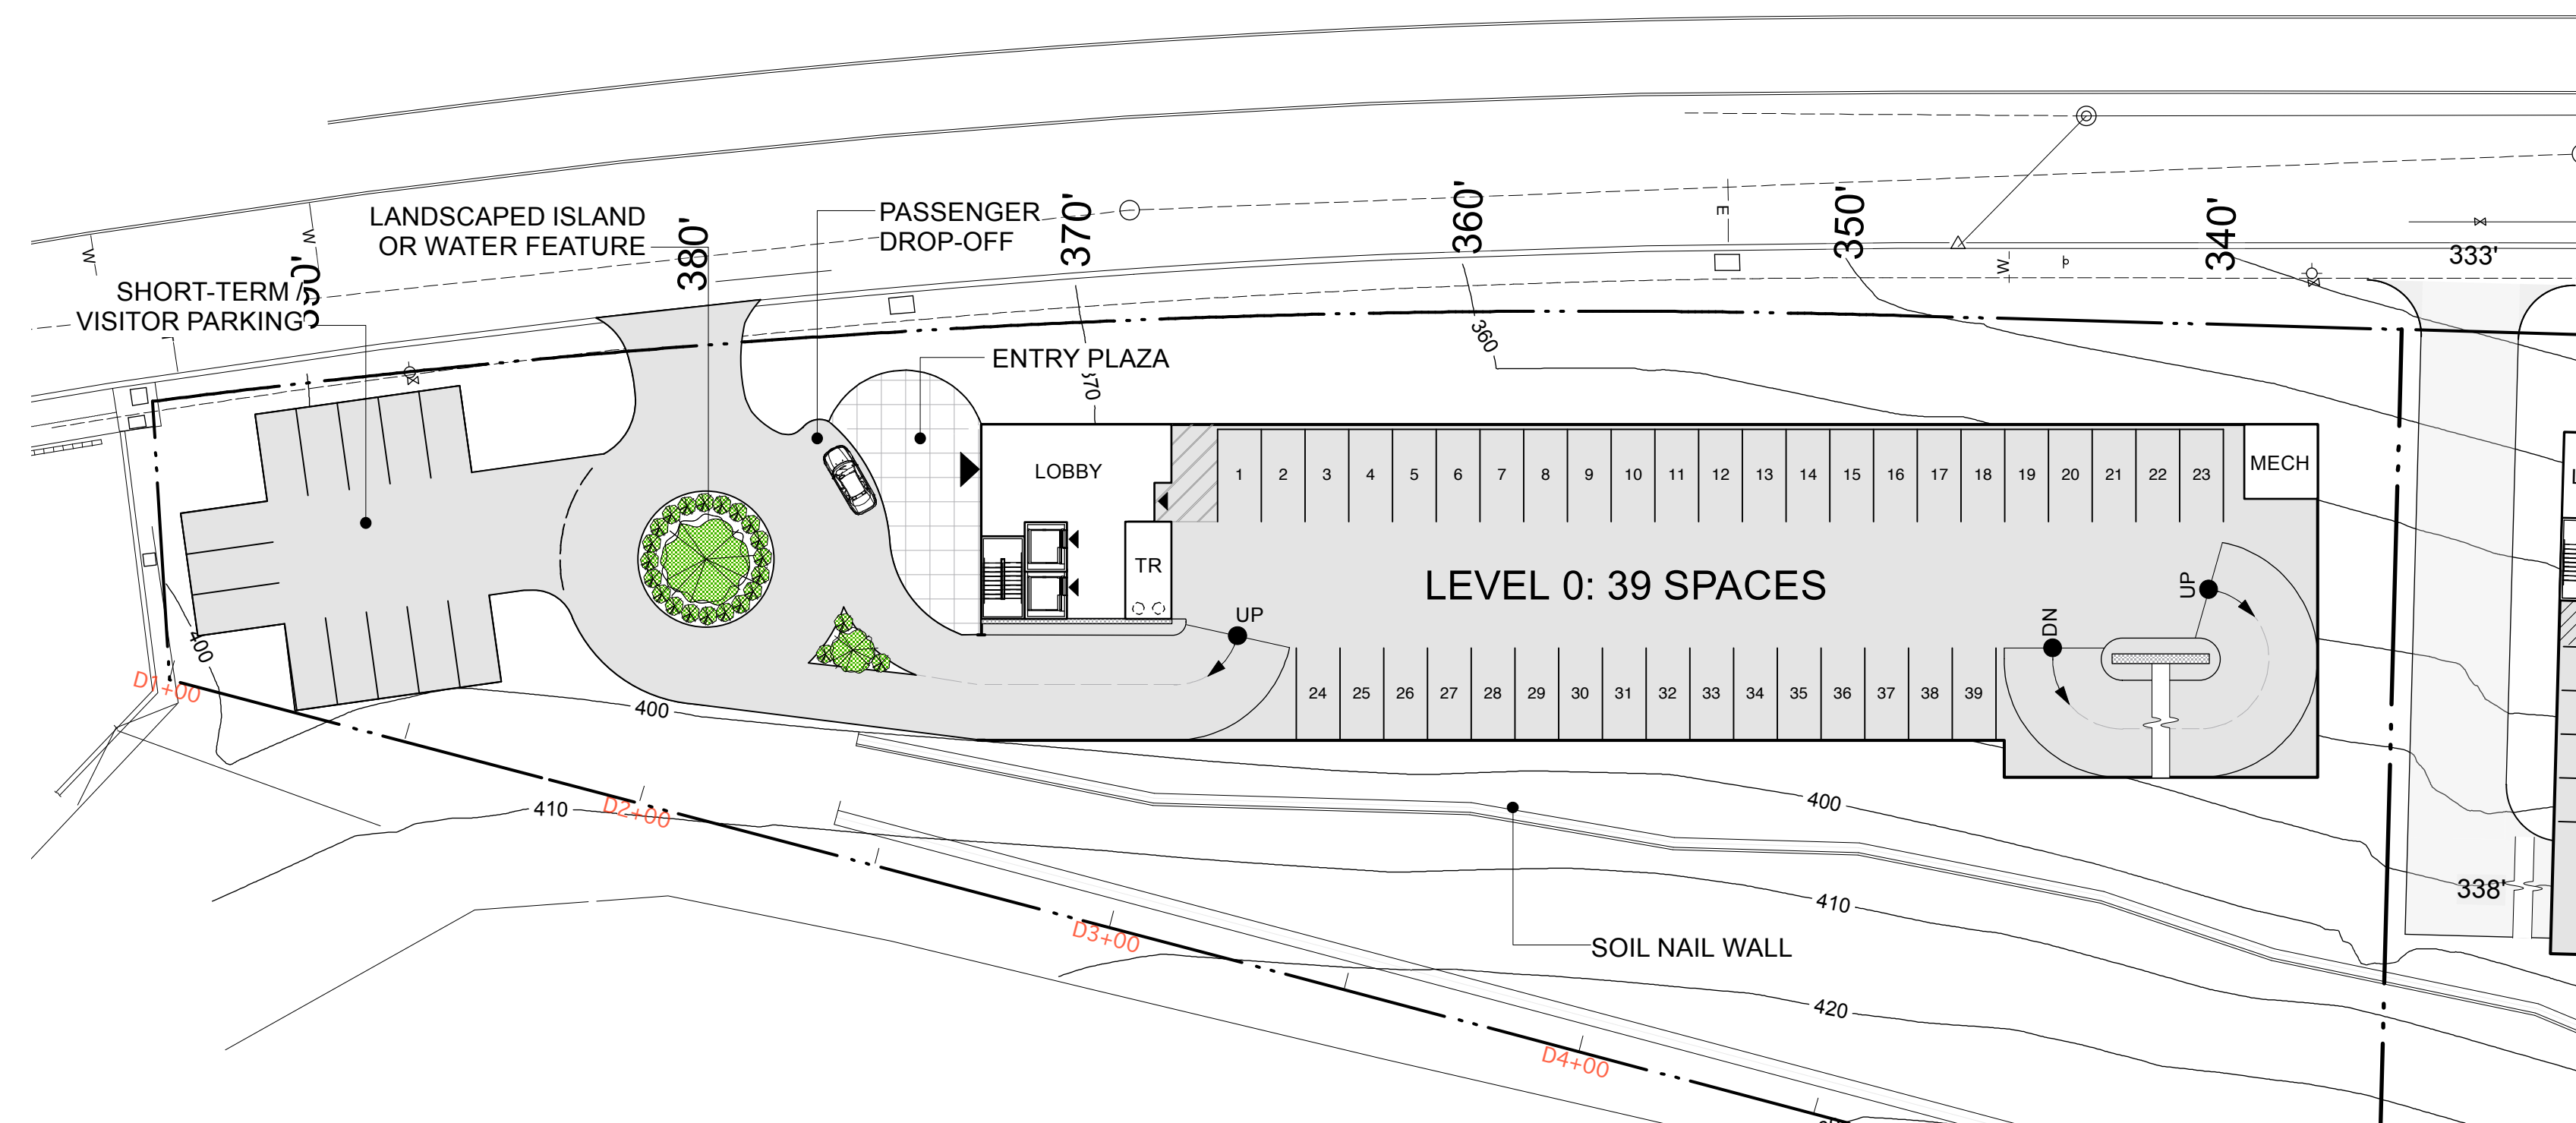 LANDSCAPED ISLAND
OR WATER FEATURE
PASSENGER
DROP-OFF
SHORT-TERM /
VISITOR PARKING
ENTRY PLAZA
380'
370'
360'
350'
340'
333'
W
W
E
W
360
LOBBY
1 2 3 4 5 6 7 8 9 10 11 12 13 14 15 16 17 18 19 20 21 22 23
MECH
TR
LEVEL 0: 39 SPACES
UP
UP
DN
24 25 26 27 28 29 30 31 32 33 34 35 36 37 38 39
400
D1+00
400
410
D2+00
400
410
338'
D3+00
SOIL NAIL WALL
420
D4+00